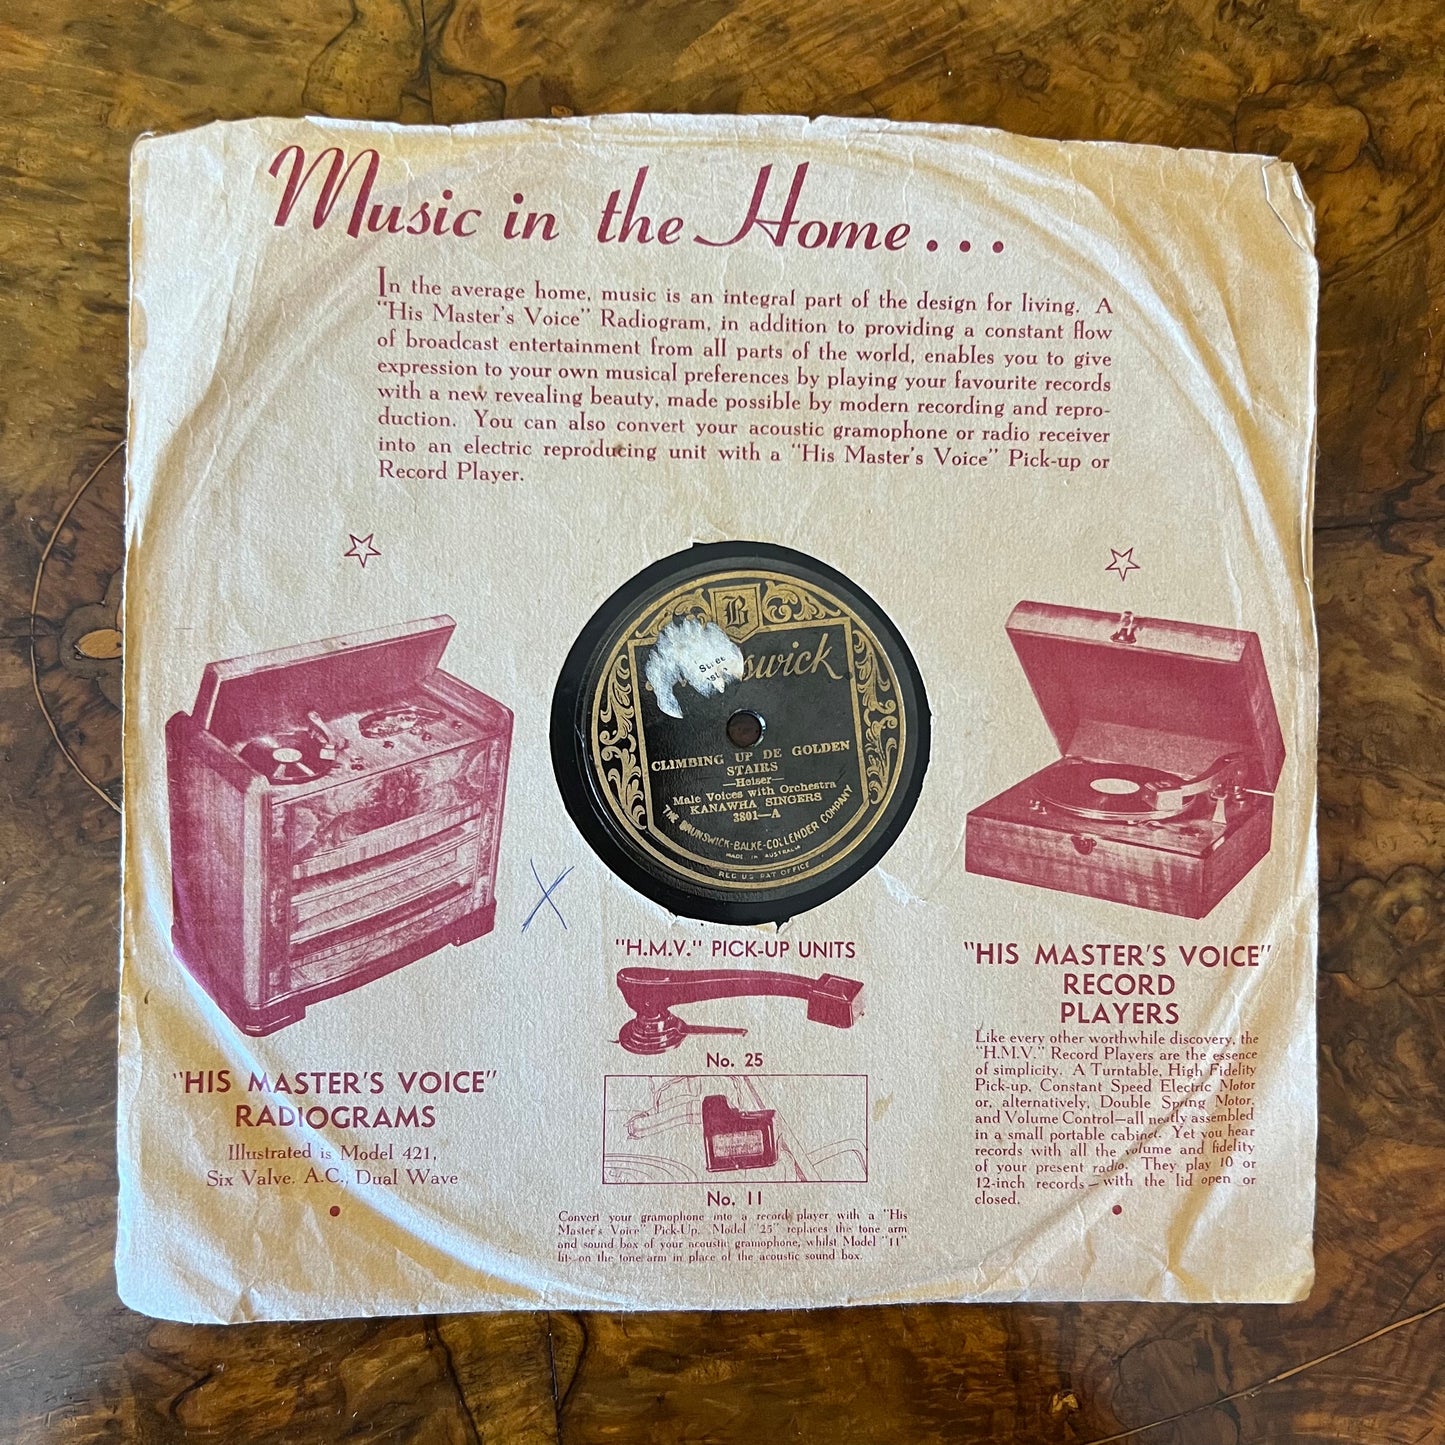 Music in the Home...
In the average home, music is an integral part of the design for living. A
"His Master's Voice" Radiogram, in addition to providing a constant flow
of broadcast entertainment from all parts of the world, enables you to give
expression to your own musical preferences by playing your favourite records
with a new revealing beauty, made possible by modern recording and repro-
duction. You can also convert your acoustic gramophone or radio receiver
into an electric reproducing unit with a "His Master's Voice" Pick-up or
Record Player.
B
swick
Stree
CLIMBING UP DE GOLDEN
STAIRS
—Heiser—
Male Voices with Orchestra
KANAWHA SINGERS
3801—A
THE BRUNSWICK-BALKE-COLLENDER COMPANY
MADE IN AUSTRALIA
REG US PAT OFFICE
"HIS MASTER'S VOICE"
RADIOGRAMS
Illustrated is Model 421,
Six Valve. A.C., Dual Wave
X
"H.M.V." PICK-UP UNITS
No. 25
No. 11
Convert your gramophone into a record player with a "His
Master's Voice" Pick-Up. Model "25" replaces the tone arm
and sound box of your acoustic gramophone, whilst Model "11"
fits on the tone arm in place of the acoustic sound box.
"HIS MASTER'S VOICE"
RECORD
PLAYERS
Like every other worthwhile discovery, the
"H.M.V." Record Players are the essence
of simplicity. A Turntable, High Fidelity
Pick-up, Constant Speed Electric Motor
or, alternatively, Double Spring Motor,
and Volume Control—all neatly assembled
in a small portable cabinet. Yet you hear
records with all the volume and fidelity
of your present radio. They play 10 or
12-inch records—with the lid open or
closed.